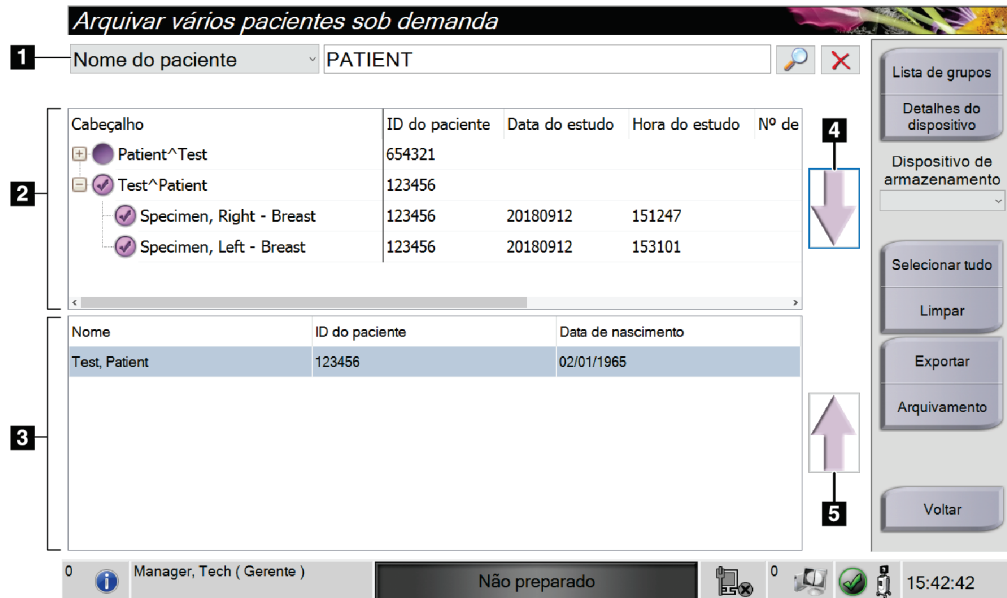 Arquivar vários pacientes sob demanda
1
Nome do paciente
PATIENT
Lista de grupos
Detalhes do dispositivo
Dispositivo de armazenamento
2
Cabeçalho ID do paciente Data do estudo Hora do estudo Nº de
Patient^Test 654321
Test^Patient 123456
Specimen, Right - Breast 123456 20180912 151247
Specimen, Left - Breast 123456 20180912 153101
4
Selecionar tudo
Limpar
3
Nome ID do paciente Data de nascimento
Test, Patient 123456 02/01/1965
Exportar
Arquivamento
5
Voltar
0
Manager, Tech ( Gerente )
Não preparado
0
15:42:42